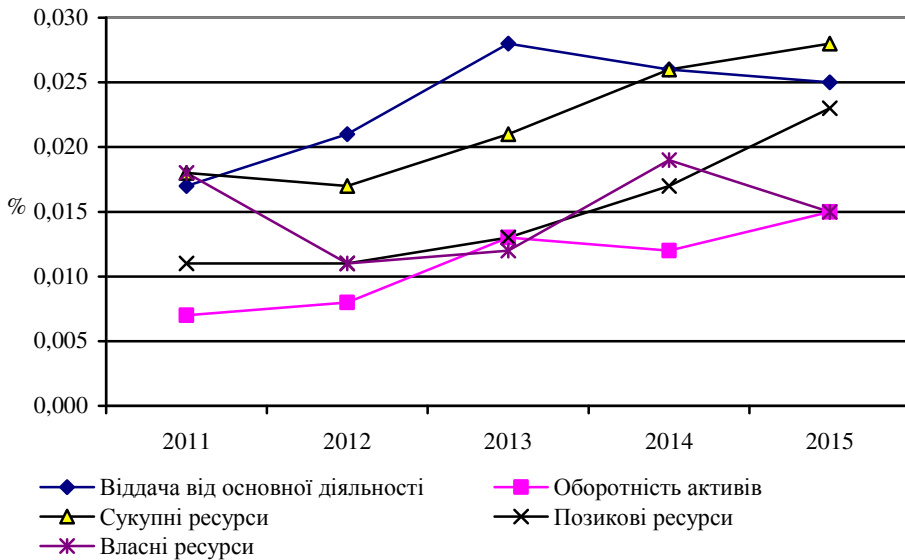 0,030
0,025
0,020
0,015
0,010
0,005
0,000
%
2011 2012 2013 2014 2015
Віддача від основної діяльності Оборотність активів
Сукупні ресурси Позикові ресурси
Власні ресурси